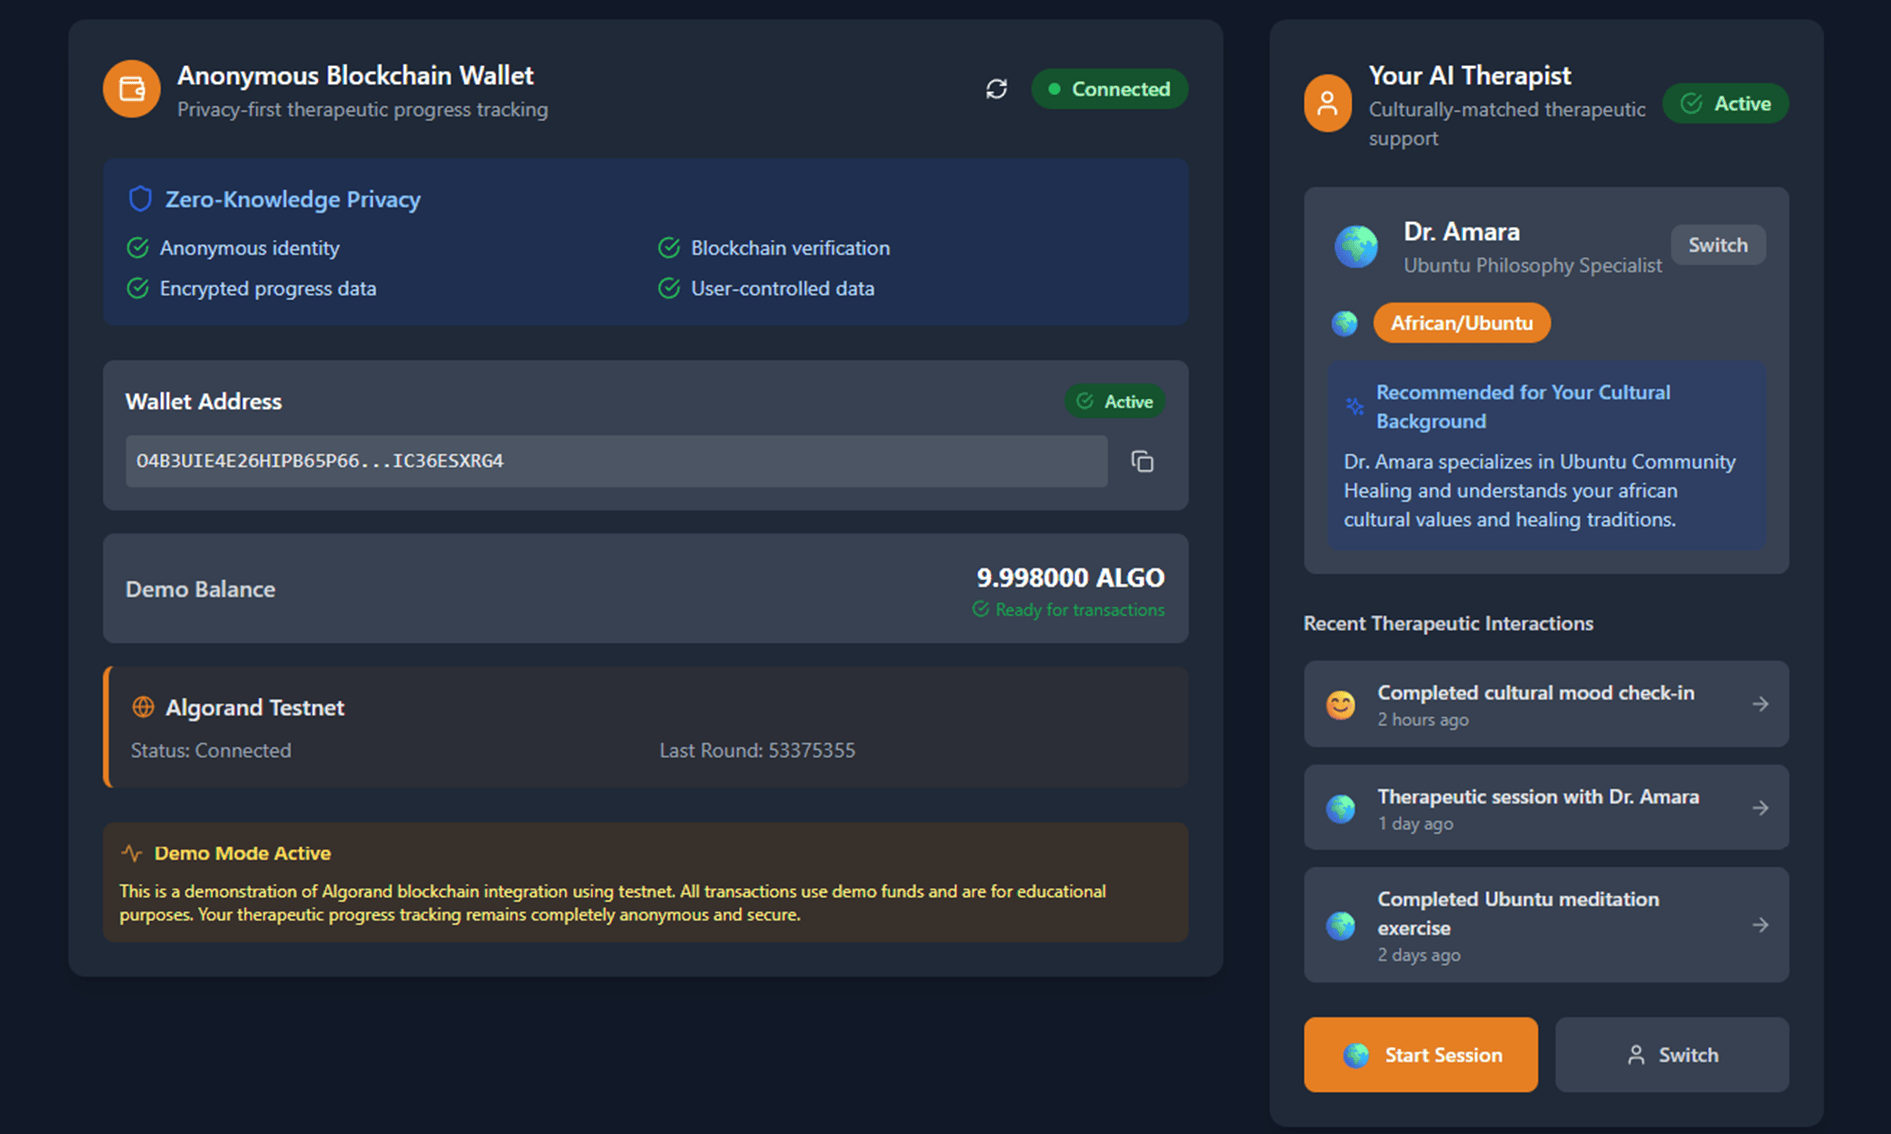 Anonymous Blockchain Wallet
Privacy-first therapeutic progress tracking
Connected
Zero-Knowledge Privacy
Anonymous identity
Blockchain verification
Encrypted progress data
User-controlled data
Wallet Address
Active
O4B3UIE4E26HIPB65P66...IC36ESXRG4
Demo Balance
9.998000 ALGO
Ready for transactions
Algorand Testnet
Status: Connected
Last Round: 53375355
Demo Mode Active
This is a demonstration of Algorand blockchain integration using testnet. All transactions use demo funds and are for educational
purposes. Your therapeutic progress tracking remains completely anonymous and secure.
Your AI Therapist
Culturally-matched therapeutic
support
Active
Dr. Amara
Ubuntu Philosophy Specialist
Switch
African/Ubuntu
Recommended for Your Cultural
Background
Dr. Amara specializes in Ubuntu Community
Healing and understands your african
cultural values and healing traditions.
Recent Therapeutic Interactions
Completed cultural mood check-in
2 hours ago
Therapeutic session with Dr. Amara
1 day ago
Completed Ubuntu meditation
exercise
2 days ago
Start Session
Switch